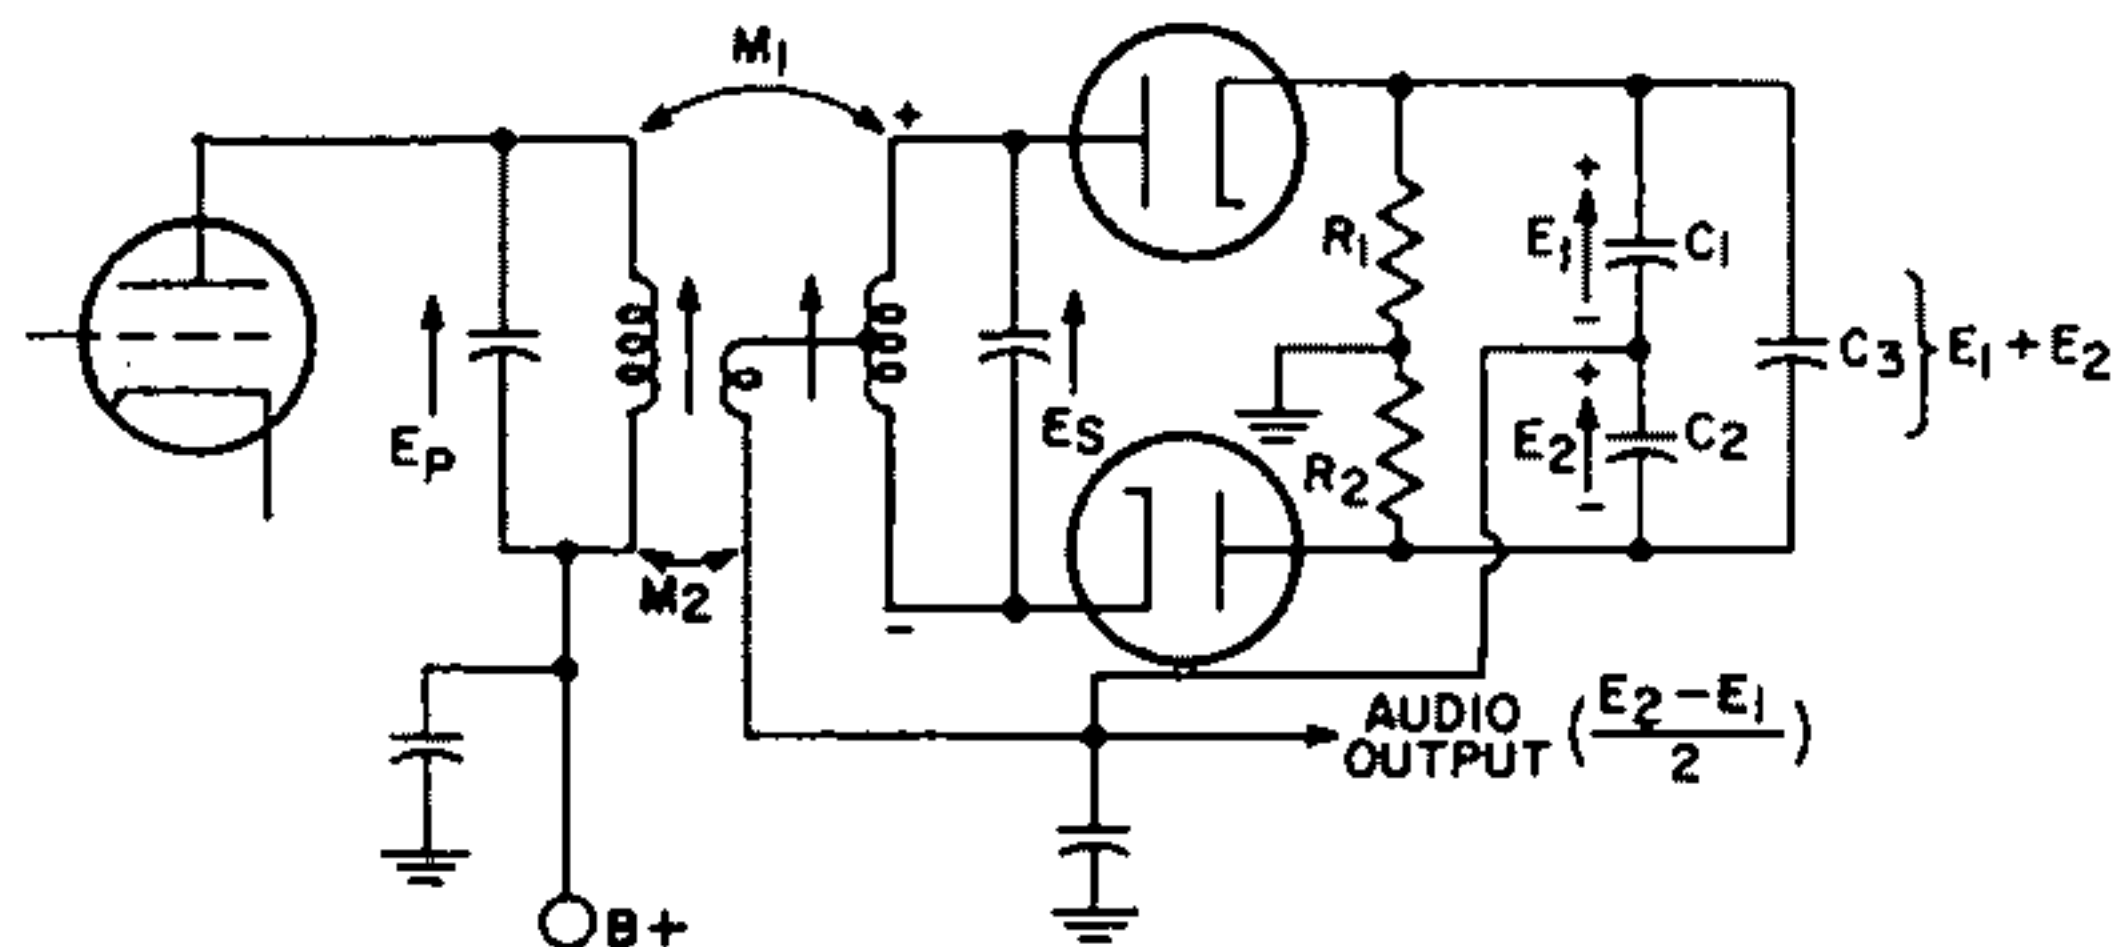 M1
+
+
R1
E1
C1
-
+
C3
E1 + E2
EP
ES
R2
E2
C2
-
M2
-
AUDIO OUTPUT (E2 - E1 / 2)
B+